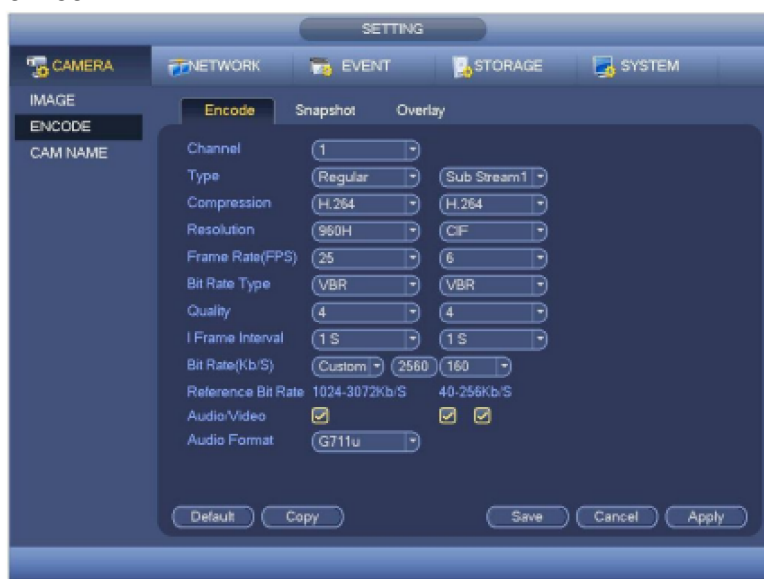 SETTING
CAMERA NETWORK EVENT STORAGE SYSTEM
IMAGE
ENCODE
CAM NAME
Encode Snapshot Overlay
Channel 1
Type Regular Sub Stream1
Compression H.264 H.264
Resolution 960H CIF
Frame Rate(FPS) 25 6
Bit Rate Type VBR VBR
Quality 4 4
I Frame Interval 1 S 1 S
Bit Rate(Kb/S) Custom 2560 160
Reference Bit Rate 1024-3072Kb/S 40-256Kb/S
Audio/Video
Audio Format G711u
Default Copy Save Cancel Apply